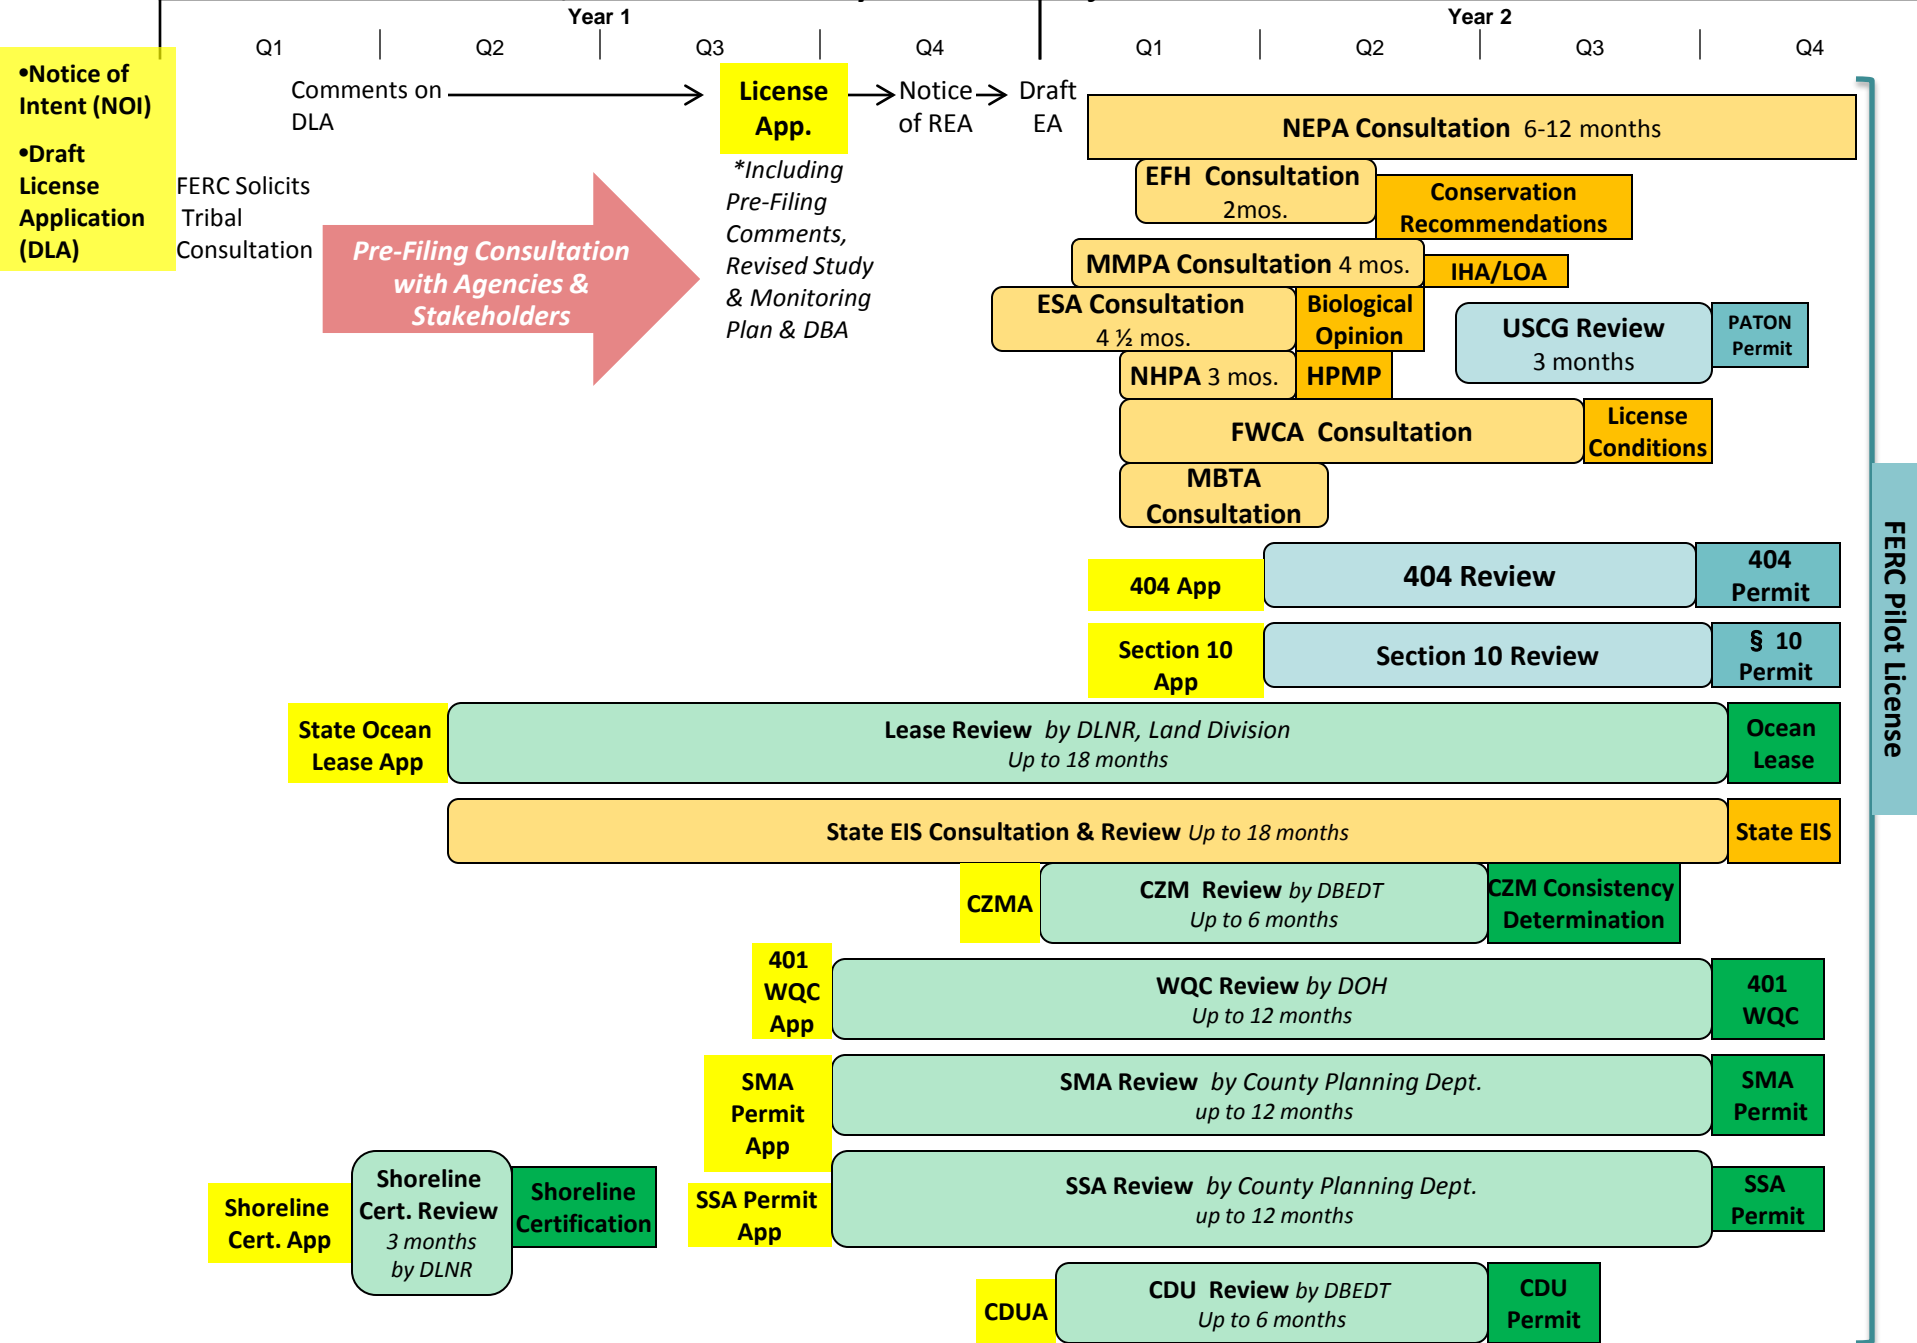 Year 1
Year 2
Q1
Q2
Q3
Q4
Q1
Q2
Q3
Q4
•Notice of
Intent (NOI)
•Draft
License
Application
(DLA)
Comments on
DLA
License
App.
Notice
of REA
Draft
EA
*Including
Pre-Filing
Comments,
Revised Study
& Monitoring
Plan & DBA
FERC Solicits
Tribal
Consultation
Pre-Filing Consultation
with Agencies &
Stakeholders
NEPA Consultation 6-12 months
EFH Consultation
2mos.
Conservation
Recommendations
MMPA Consultation 4 mos.
IHA/LOA
ESA Consultation
4 ½ mos.
Biological
Opinion
USCG Review
3 months
PATON
Permit
NHPA 3 mos.
HPMP
FWCA Consultation
License
Conditions
MBTA
Consultation
404 App
404 Review
404
Permit
Section 10
App
Section 10 Review
§ 10
Permit
FERC Pilot License
State Ocean
Lease App
Lease Review by DLNR, Land Division
Up to 18 months
Ocean
Lease
State EIS Consultation & Review Up to 18 months
State EIS
CZMA
CZM Review by DBEDT
Up to 6 months
CZM Consistency
Determination
401
WQC
App
WQC Review by DOH
Up to 12 months
401
WQC
SMA
Permit
App
SMA Review by County Planning Dept.
up to 12 months
SMA
Permit
Shoreline
Cert. App
Shoreline
Cert. Review
3 months
by DLNR
Shoreline
Certification
SSA Permit
App
SSA Review by County Planning Dept.
up to 12 months
SSA
Permit
CDUA
CDU Review by DBEDT
Up to 6 months
CDU
Permit